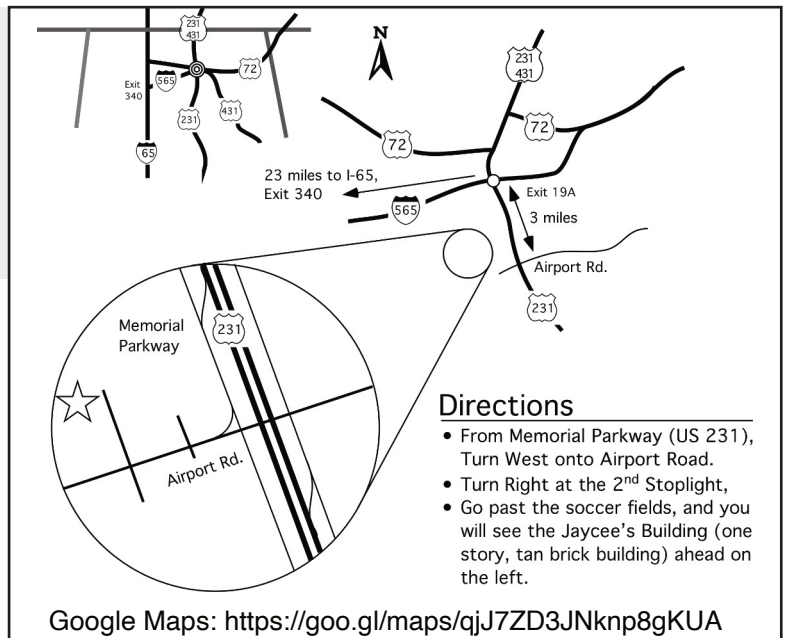 231
431
72
565
Exit
340
231
431
65
N
231
431
72
72
23 miles to I-65,
Exit 340
565
Exit 19A
3 miles
Airport Rd.
231
Memorial
Parkway
231
Airport Rd.
Directions
• From Memorial Parkway (US 231),
Turn West onto Airport Road.
• Turn Right at the 2nd Stoplight,
• Go past the soccer fields, and you
will see the Jaycee's Building (one
story, tan brick building) ahead on
the left.
Google Maps: https://goo.gl/maps/qjJ7ZD3JNknp8gKUA